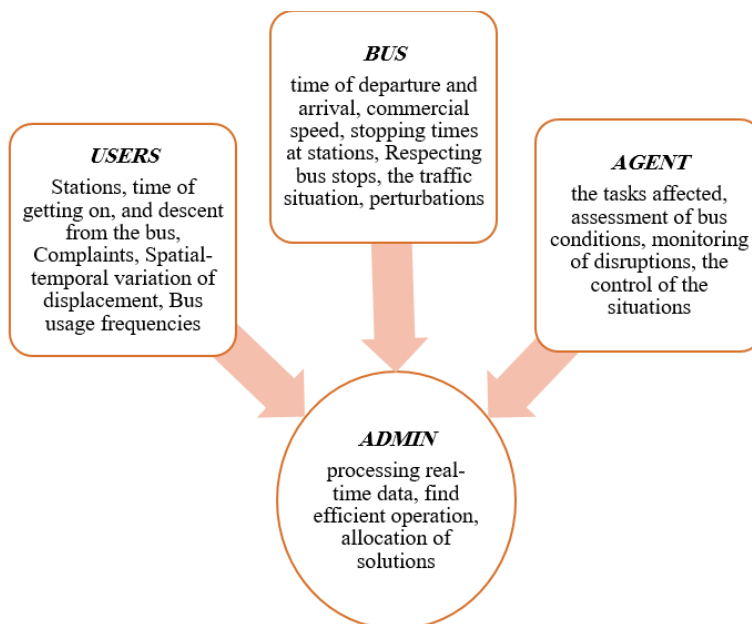 BUS
time of departure and
arrival, commercial
speed, stopping times
at stations, Respecting
bus stops, the traffic
situation, perturbations
USERS
Stations, time of
getting on, and descent
from the bus,
Complaints, Spatial-
temporal variation of
displacement, Bus
usage frequencies
AGENT
the tasks affected,
assessment of bus
conditions, monitoring
of disruptions, the
control of the
situations
ADMIN
processing real-
time data, find
efficient operation,
allocation of
solutions